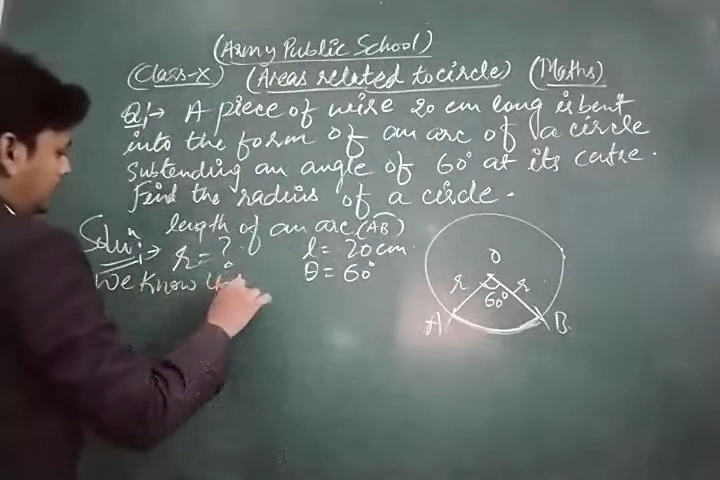 (Army Public School)
(Class-X) (Areas related to circle) (Maths)
Q:→ A piece of wire 20 cm long is bent
into the form of an arc of a circle
subtending an angle of 60° at its centre.
Find the radius of a circle.
Soluⁿ:→ length of an arc (AB)
r = ? l = 20 cm
We know θ = 60°
O
r r
60°
A B